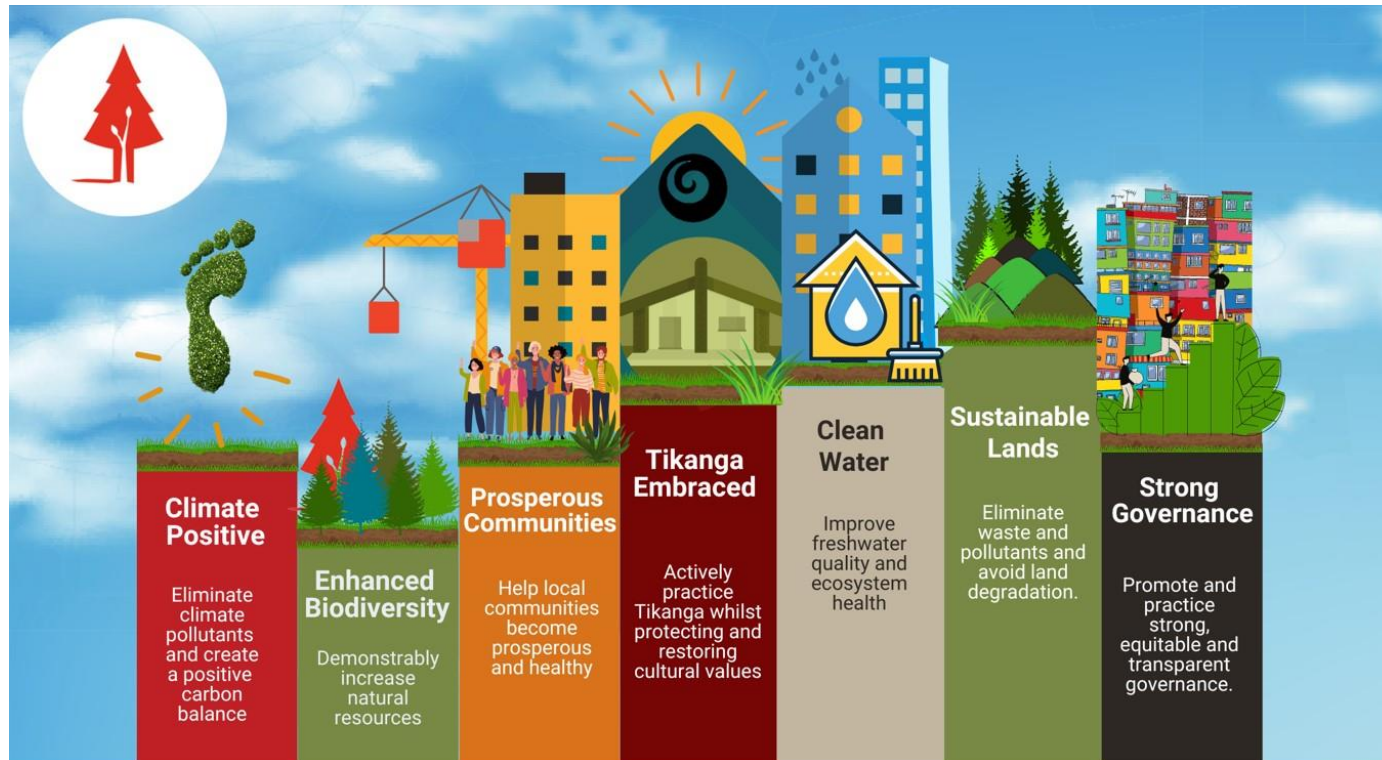 Climate
Positive
Eliminate
climate
pollutants
and create
a positive
carbon
balance
Enhanced
Biodiversity
Demonstrably
increase
natural
resources
Prosperous
Communities
Help local
communities
become
prosperous
and healthy
Tikanga
Embraced
Actively
practice
Tikanga whilst
protecting and
restoring
cultural values
Clean
Water
Improve
freshwater
quality and
ecosystem
health
Sustainable
Lands
Eliminate
waste and
pollutants and
avoid land
degradation.
Strong
Governance
Promote and
practice
strong,
equitable and
transparent
governance.